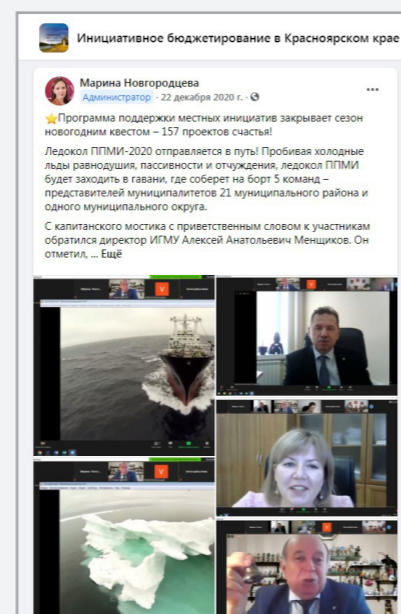 Инициативное бюджетирование в Красноярском крае
Марина Новгородцева
Администратор · 22 декабря 2020 г. ·
⭐Программа поддержки местных инициатив закрывает сезон
новогодним квестом – 157 проектов счастья!
Ледокол ППМИ-2020 отправляется в путь! Пробивая холодные
льды равнодушия, пассивности и отчуждения, ледокол ППМИ
будет заходить в гавани, где соберет на борт 5 команд –
представителей муниципалитетов 21 муниципального района и
одного муниципального округа.
С капитанского мостика с приветственным словом к участникам
обратился директор ИГМУ Алексей Анатольевич Менщиков. Он
отметил, ... Ещё